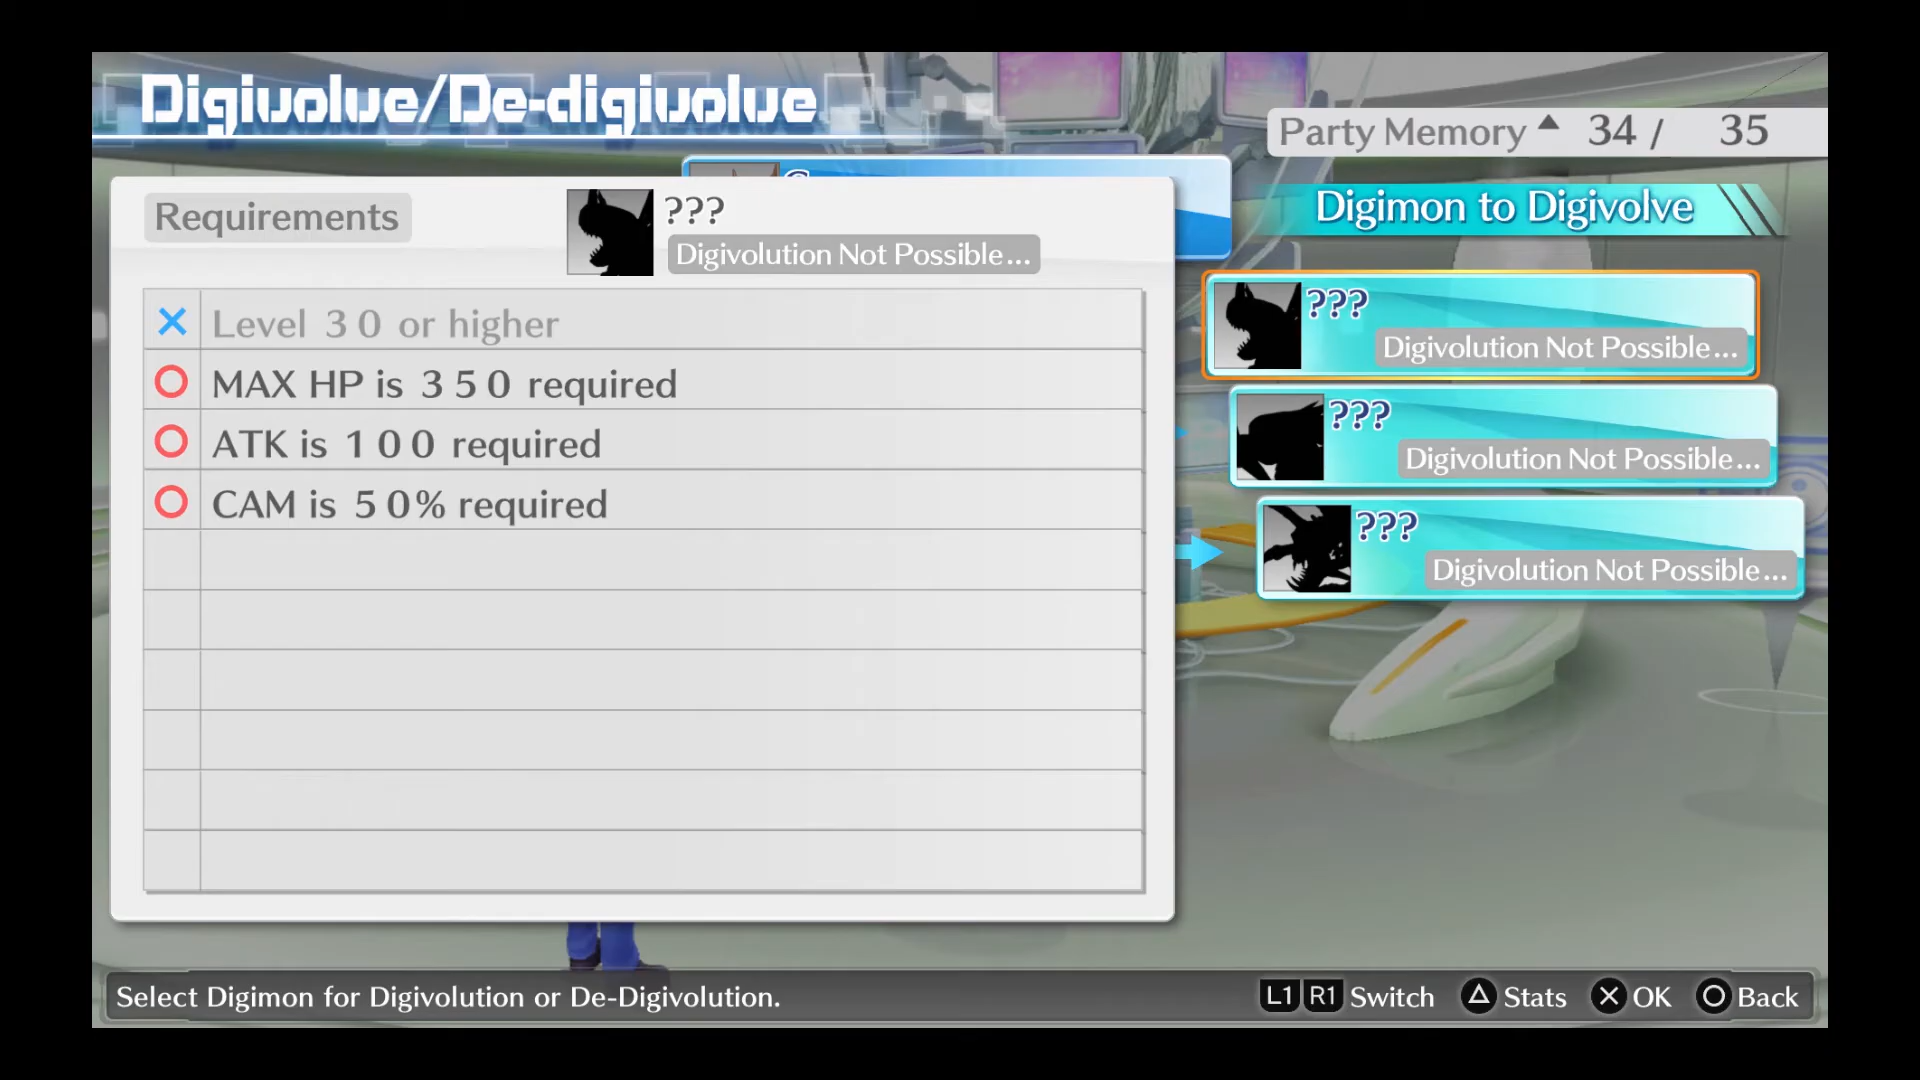 Digivolve/De-digivolve
Party Memory ▲ 34 / 35
Requirements
???
Digivolution Not Possible...
Level 30 or higher
MAX HP is 350 required
ATK is 100 required
CAM is 50% required
Digimon to Digivolve
???
Digivolution Not Possible...
???
Digivolution Not Possible...
???
Digivolution Not Possible...
Select Digimon for Digivolution or De-Digivolution.
L1 R1 Switch △ Stats ✕ OK ○ Back